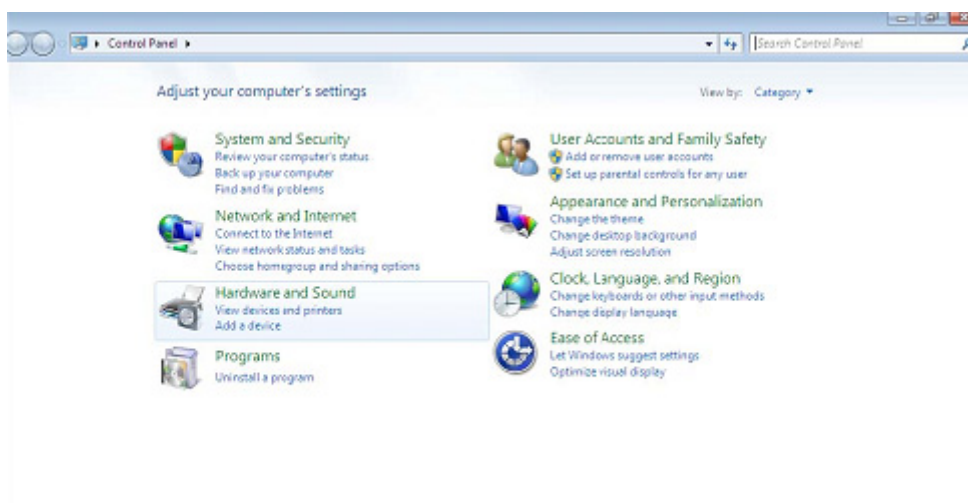 Control Panel
Search Control Panel
Adjust your computer's settings
View by: Category
System and Security
Review your computer's status
Back up your computer
Find and fix problems
Network and Internet
Connect to the Internet
View network status and tasks
Choose homegroup and sharing options
Hardware and Sound
View devices and printers
Add a device
Programs
Uninstall a program
User Accounts and Family Safety
Add or remove user accounts
Set up parental controls for any user
Appearance and Personalization
Change the theme
Change desktop background
Adjust screen resolution
Clock, Language, and Region
Change keyboards or other input methods
Change display language
Ease of Access
Let Windows suggest settings
Optimize visual display